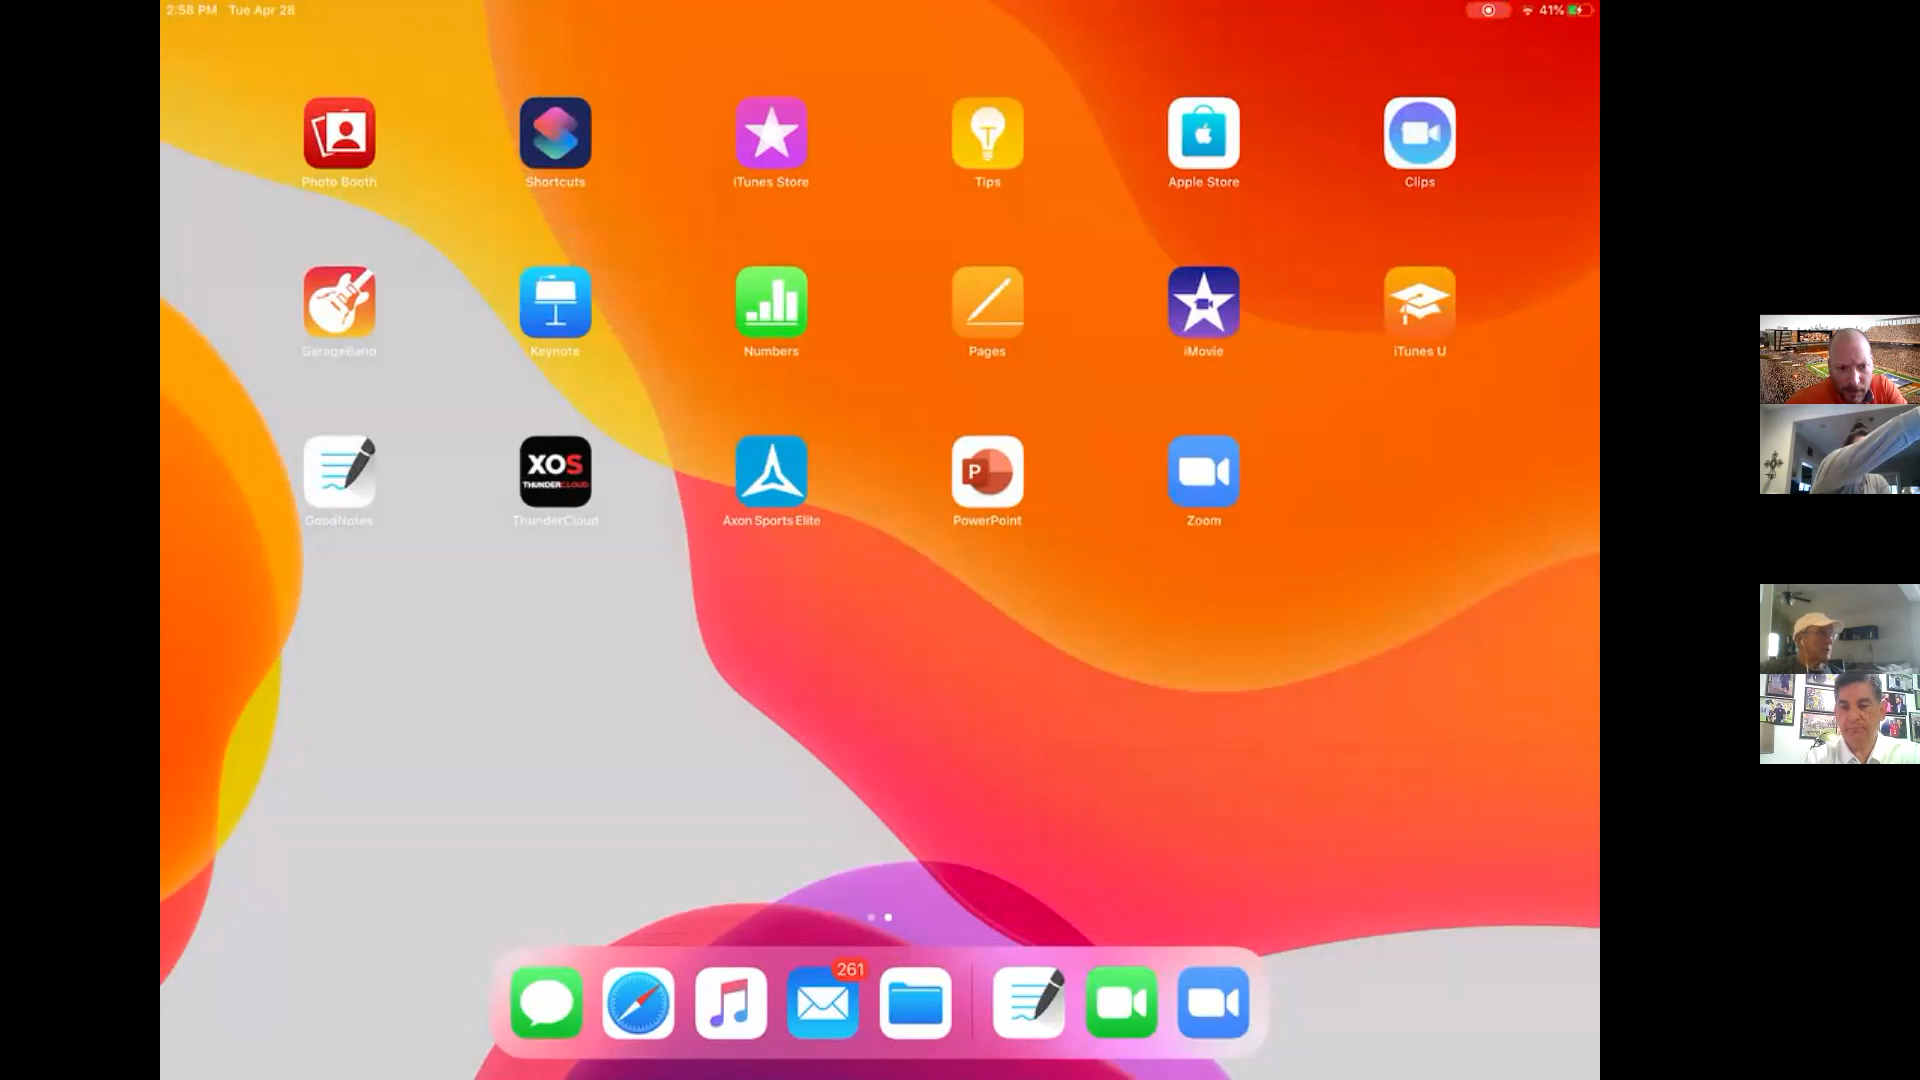 2:58 PM Tue Apr 28
41%
Photo Booth
Shortcuts
iTunes Store
Tips
Apple Store
Clips
GarageBand
Keynote
Numbers
Pages
iMovie
iTunes U
XOS
THUNDERCLOUD
P
GoodNotes
ThunderCloud
Axon Sports Elite
PowerPoint
Zoom
261